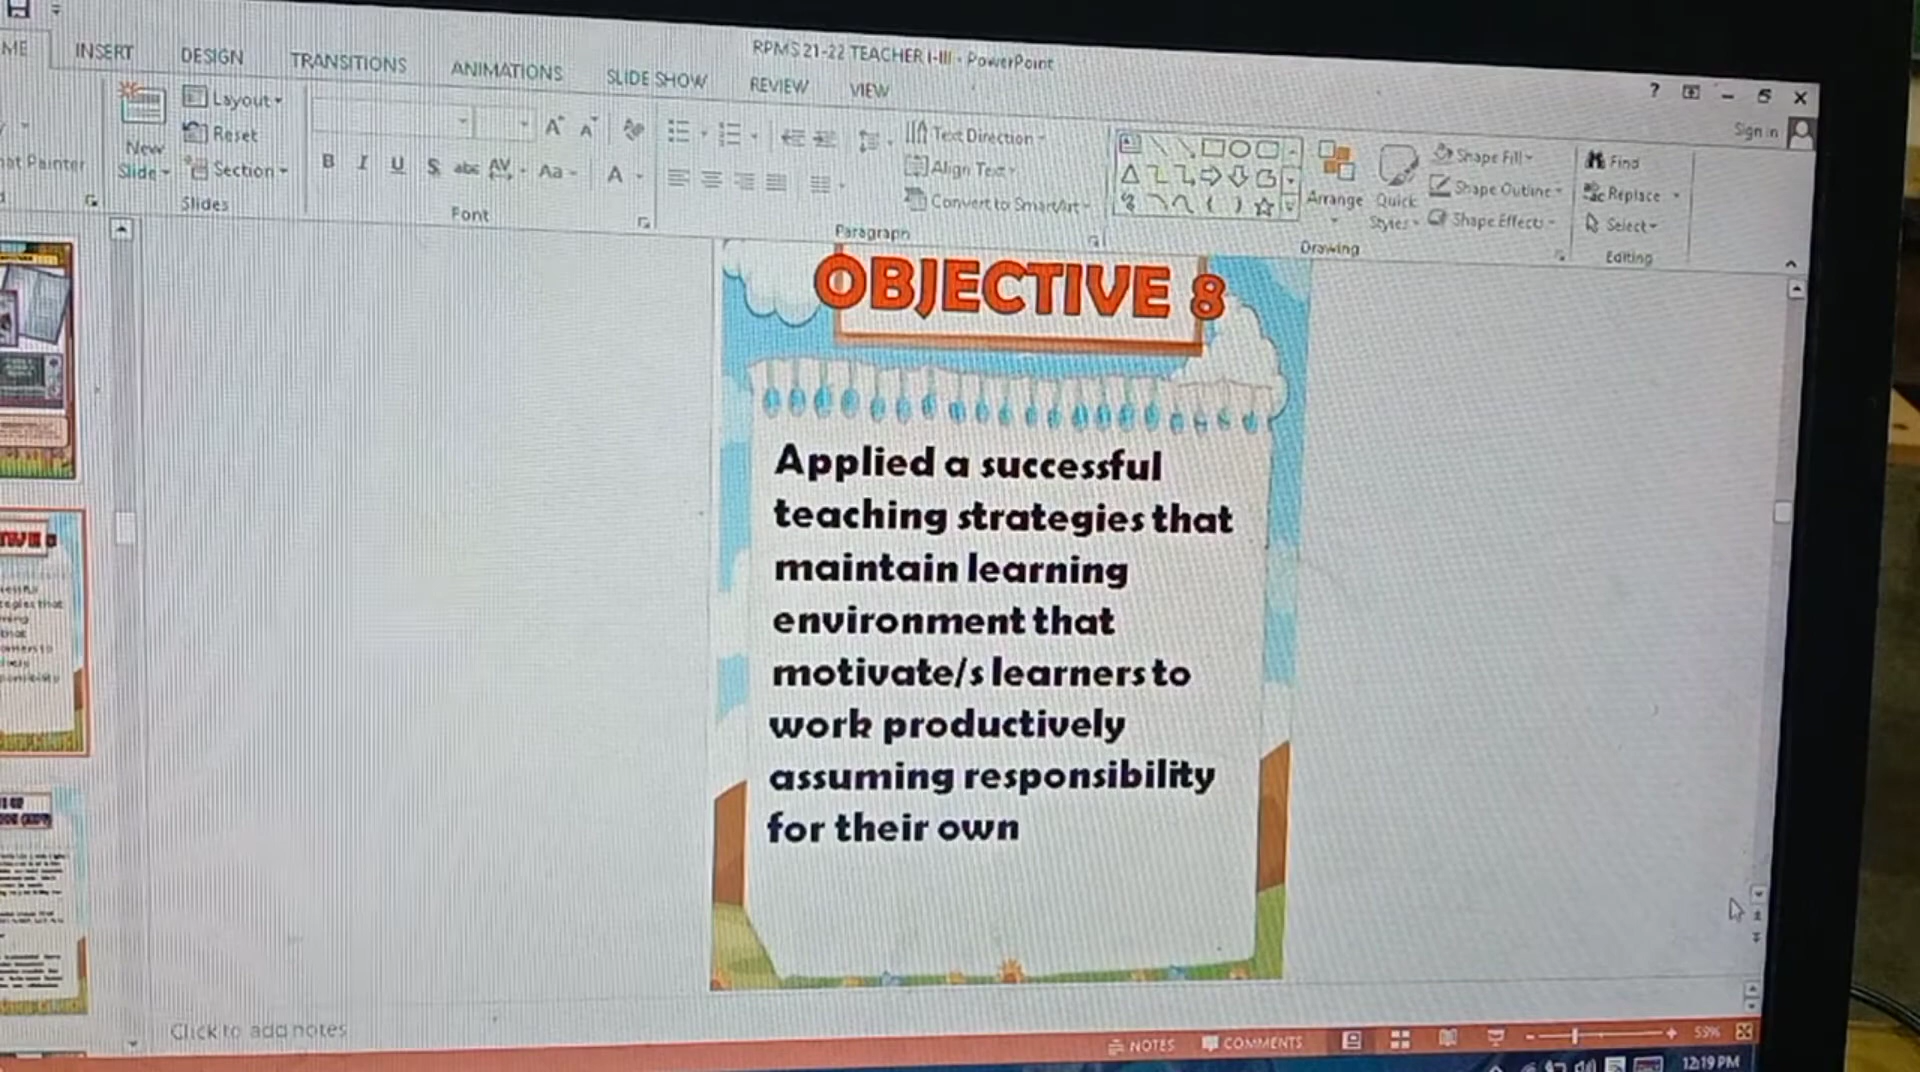 RPMS 21-22 TEACHER I-III - PowerPoint
INSERT DESIGN TRANSITIONS ANIMATIONS SLIDE SHOW REVIEW VIEW
Sign in
New Slide
Layout
Reset
Section
Slides
Font
Text Direction
Align Text
Convert to SmartArt
Paragraph
Arrange
Quick Styles
Shape Fill
Shape Outline
Shape Effects
Drawing
Find
Replace
Select
Editing
OBJECTIVE 8
Applied a successful
teaching strategies that
maintain learning
environment that
motivate/s learners to
work productively
assuming responsibility
for their own
Click to add notes
NOTES COMMENTS 59%
12:19 PM